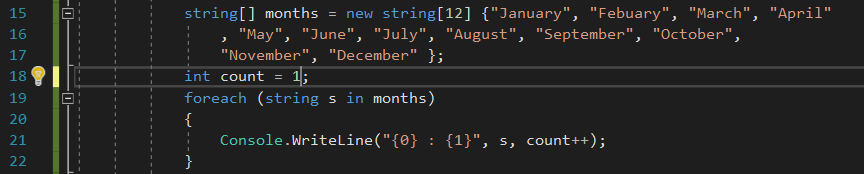 15 string[] months = new string[12] {"January", "Febuary", "March", "April"
16 , "May", "June", "July", "August", "September", "October",
17 "November", "December" };
18 int count = 1;
19 foreach (string s in months)
20 {
21 Console.WriteLine("{0} : {1}", s, count++);
22 }